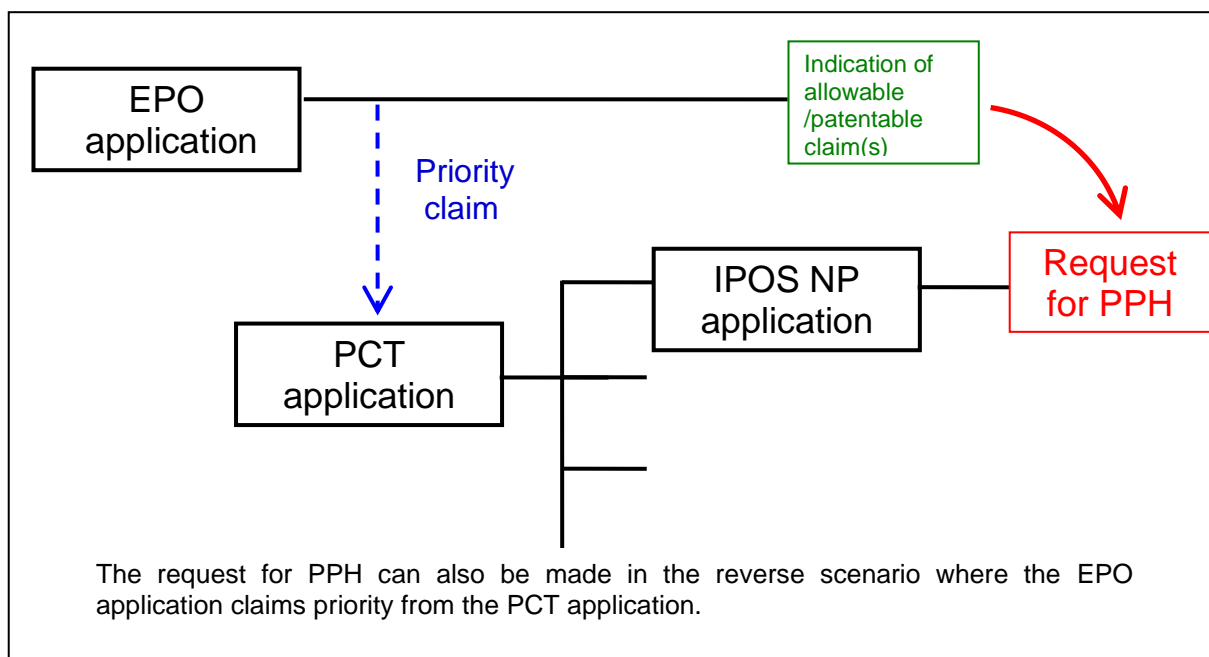 EPO
application
Indication of
allowable
/patentable
claim(s)
Priority
claim
IPOS NP
application
Request
for PPH
PCT
application
The request for PPH can also be made in the reverse scenario where the EPO
application claims priority from the PCT application.